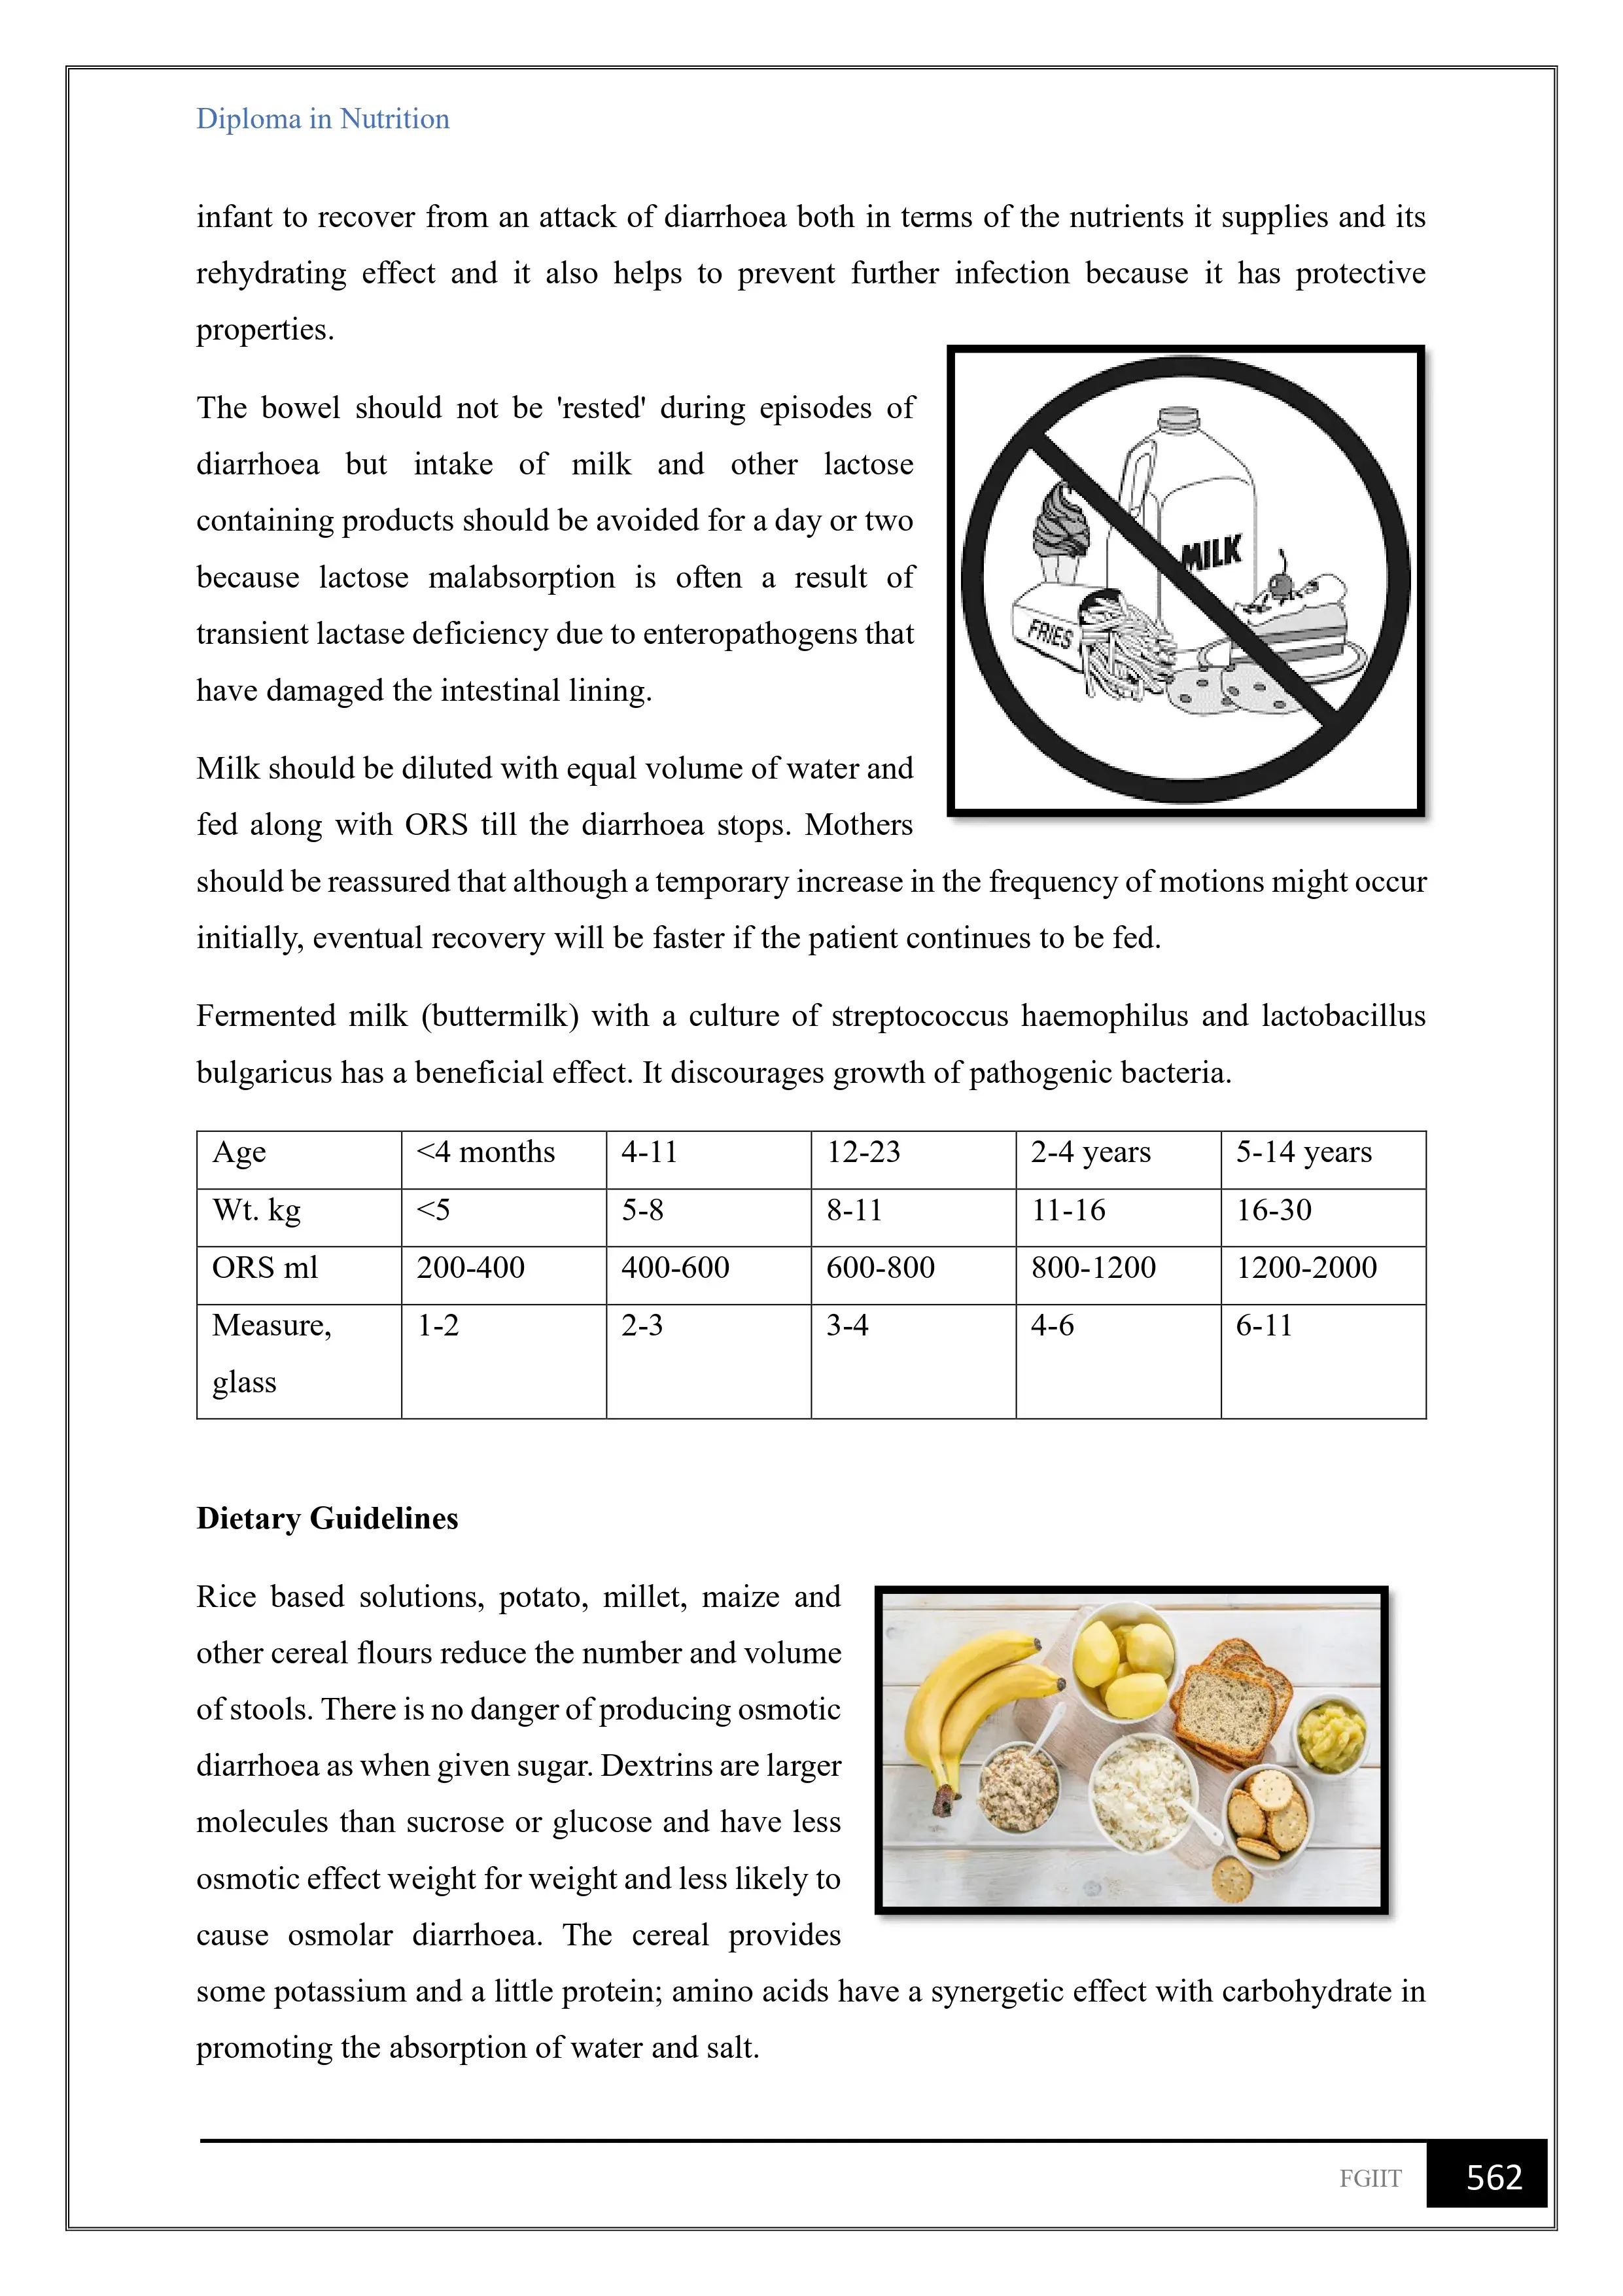 Diploma in Nutrition
infant to recover from an attack of diarrhoea both in terms of the nutrients it supplies and its
rehydrating effect and it also helps to prevent further infection because it has protective
properties.
The bowel should not be 'rested' during episodes of
diarrhoea but intake of milk and other lactose
containing products should be avoided for a day or two
because lactose malabsorption is often a result of
transient lactase deficiency due to enteropathogens that
have damaged the intestinal lining.
MILK
FRIES
Milk should be diluted with equal volume of water and
fed along with ORS till the diarrhoea stops. Mothers
should be reassured that although a temporary increase in the frequency of motions might occur
initially, eventual recovery will be faster if the patient continues to be fed.
Fermented milk (buttermilk) with a culture of streptococcus haemophilus and lactobacillus
bulgaricus has a beneficial effect. It discourages growth of pathogenic bacteria.
Age <4 months 4-11 12-23 2-4 years 5-14 years
Wt. kg <5 5-8 8-11 11-16 16-30
ORS ml 200-400 400-600 600-800 800-1200 1200-2000
Measure, 1-2 2-3 3-4 4-6 6-11
glass
Dietary Guidelines
Rice based solutions, potato, millet, maize and
other cereal flours reduce the number and volume
of stools. There is no danger of producing osmotic
diarrhoea as when given sugar. Dextrins are larger
molecules than sucrose or glucose and have less
osmotic effect weight for weight and less likely to
cause osmolar diarrhoea. The cereal provides
some potassium and a little protein; amino acids have a synergetic effect with carbohydrate in
promoting the absorption of water and salt.
FGIIT 562